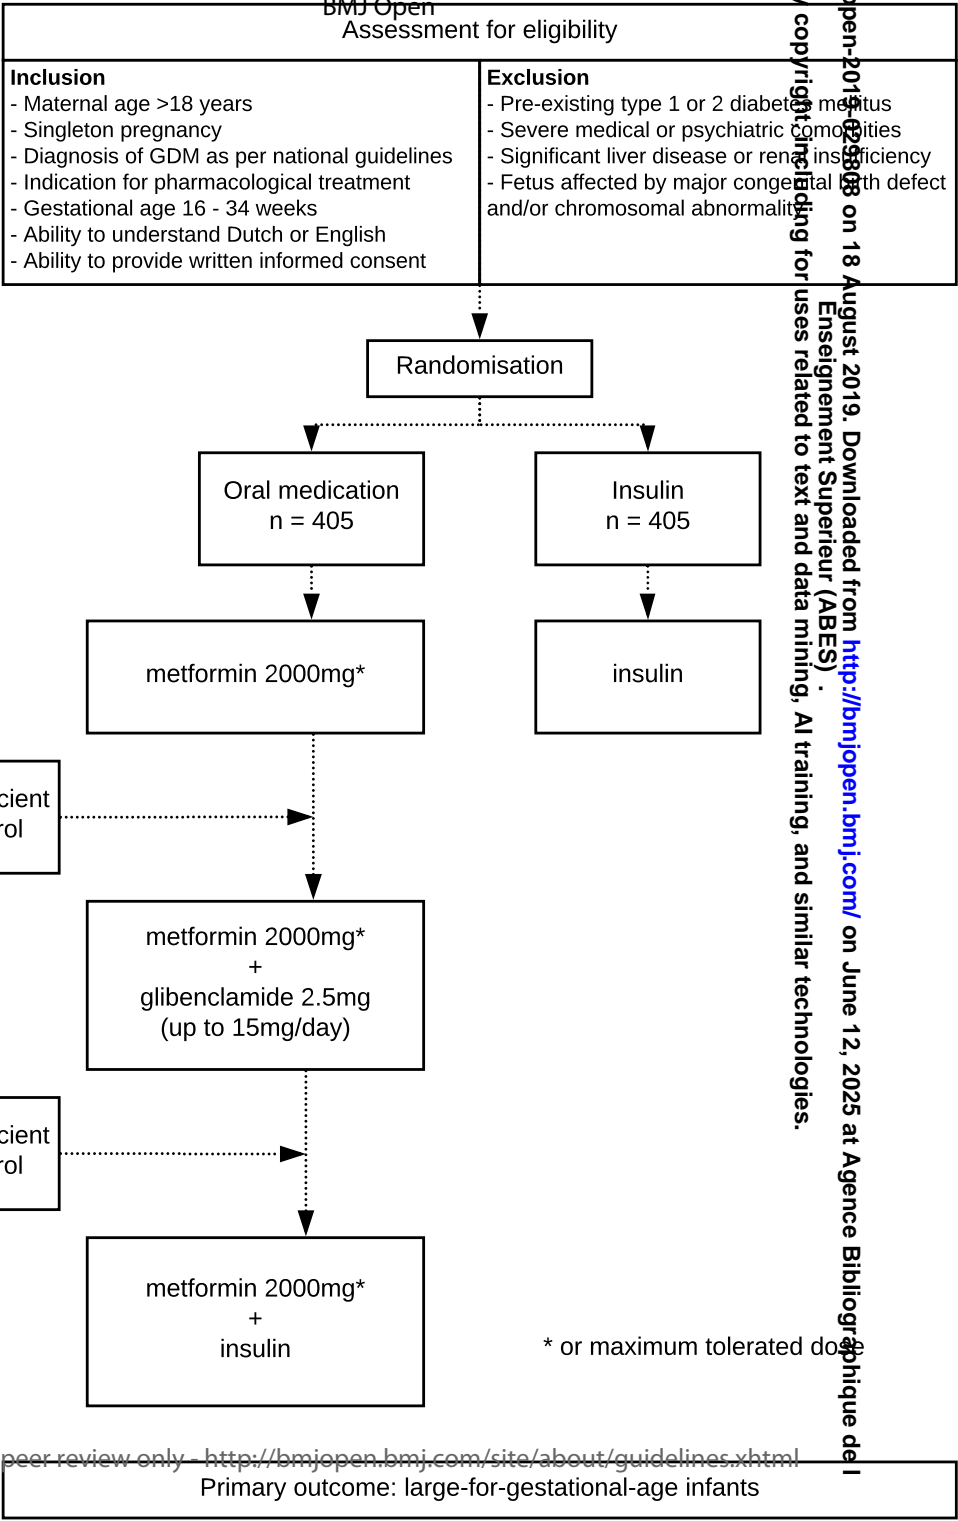 BMJ Open
Assessment for eligibility
Inclusion
- Maternal age >18 years
- Singleton pregnancy
- Diagnosis of GDM as per national guidelines
- Indication for pharmacological treatment
- Gestational age 16 - 34 weeks
- Ability to understand Dutch or English
- Ability to provide written informed consent
Exclusion
- Pre-existing type 1 or 2 diabetes mellitus
- Severe medical or psychiatric comorbities
- Significant liver disease or renal insufficiency
- Fetus affected by major congenital birth defect
and/or chromosomal abnormality
Randomisation
Oral medication
n = 405
Insulin
n = 405
metformin 2000mg*
insulin
cient
rol
metformin 2000mg*
+
glibenclamide 2.5mg
(up to 15mg/day)
cient
rol
metformin 2000mg*
+
insulin
* or maximum tolerated dose
peer review only - http://bmjopen.bmj.com/site/about/guidelines.xhtml
Primary outcome: large-for-gestational-age infants
open-2019-029808 on 18 August 2019. Downloaded from http://bmjopen.bmj.com/ on June 12, 2025 at Agence Bibliographique de l
Enseignement Superieur (ABES) .
copyright, including for uses related to text and data mining, AI training, and similar technologies.